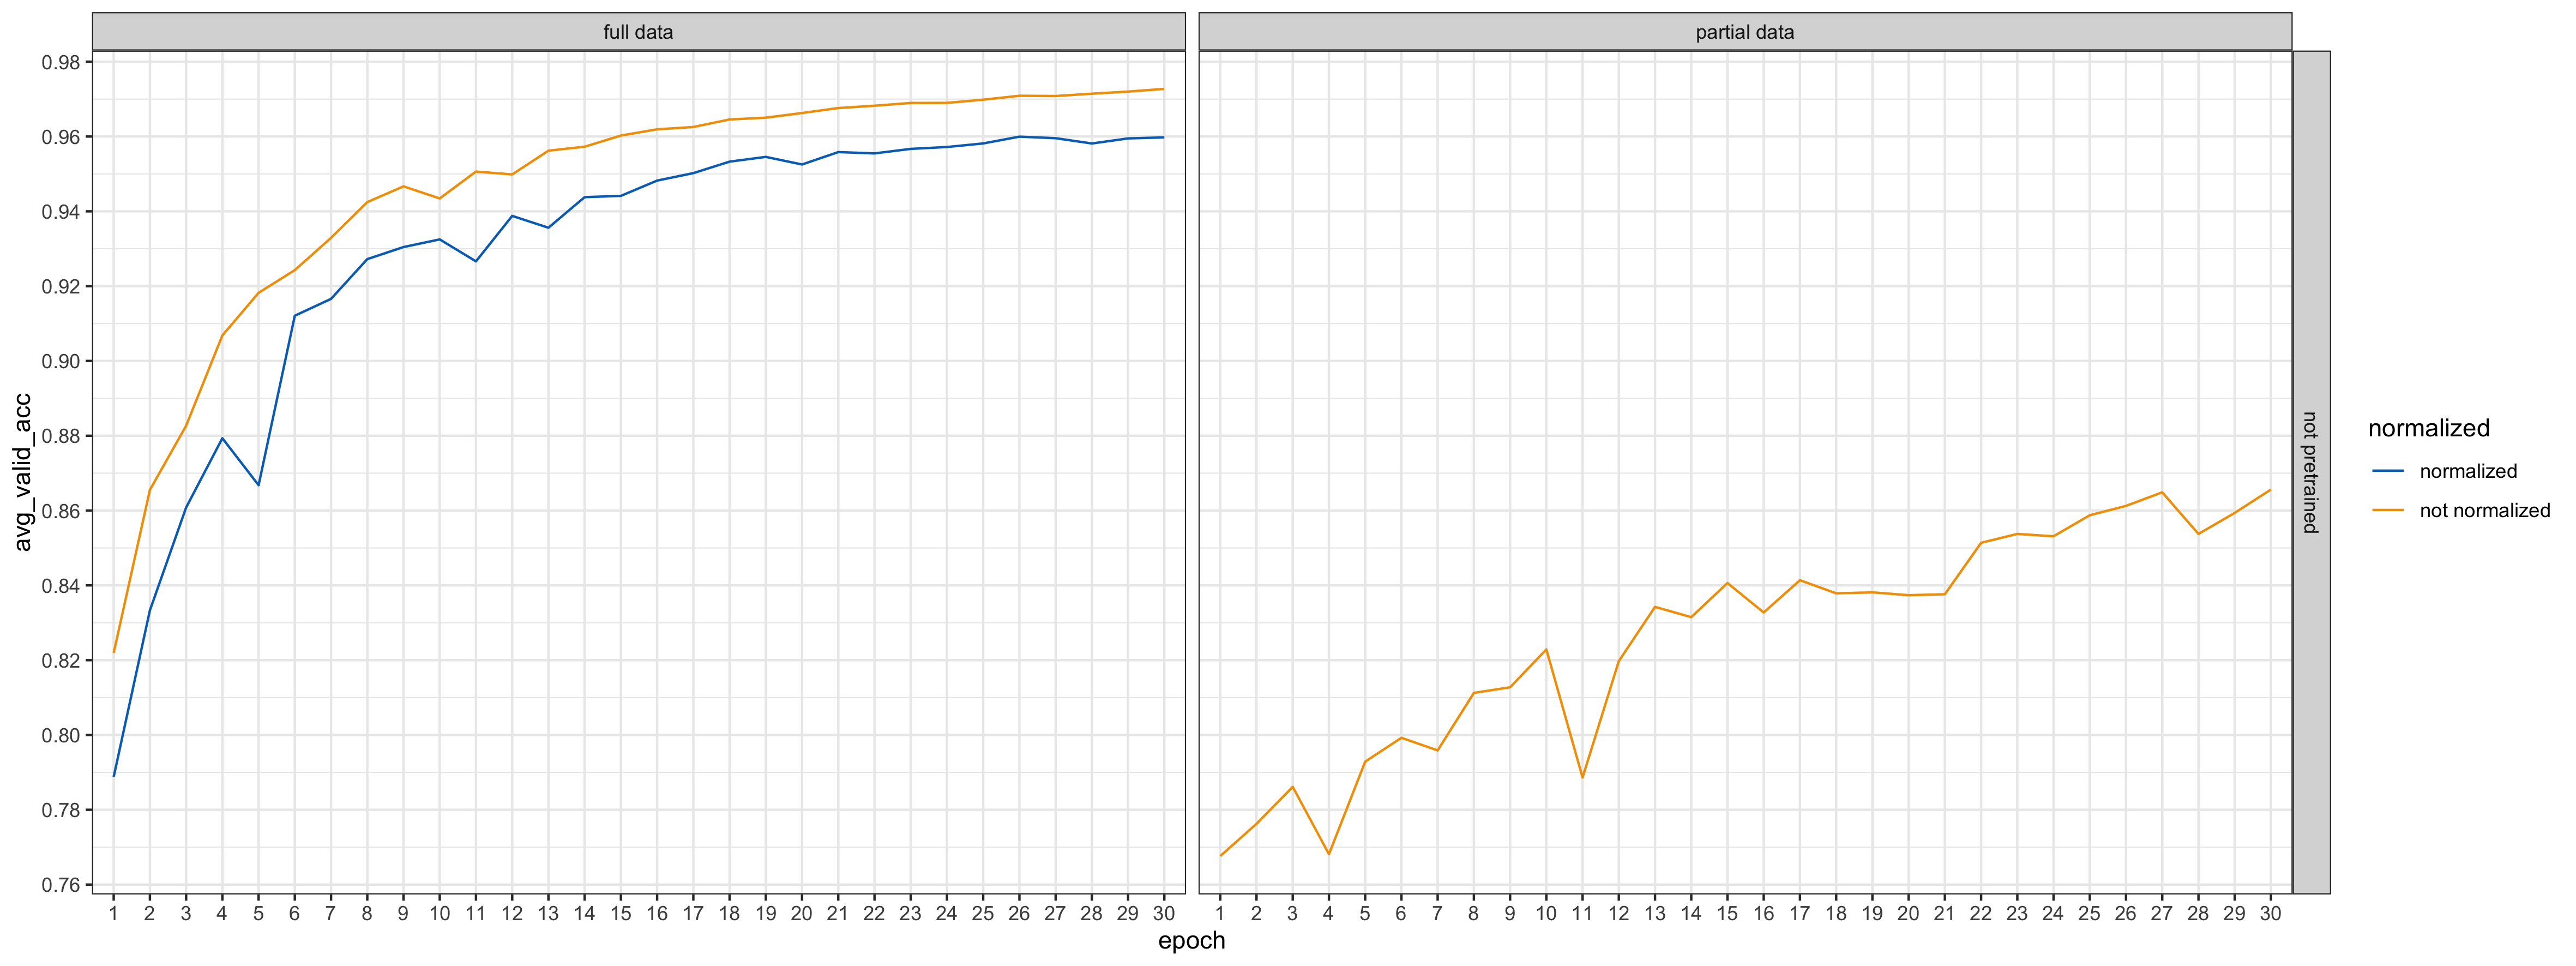 full data
partial data
0.98
0.96
0.94
0.92
0.90
0.88
0.86
0.84
0.82
0.80
0.78
0.76
avg_valid_acc
1 2 3 4 5 6 7 8 9 10 11 12 13 14 15 16 17 18 19 20 21 22 23 24 25 26 27 28 29 30
1 2 3 4 5 6 7 8 9 10 11 12 13 14 15 16 17 18 19 20 21 22 23 24 25 26 27 28 29 30
epoch
not pretrained
normalized
normalized
not normalized